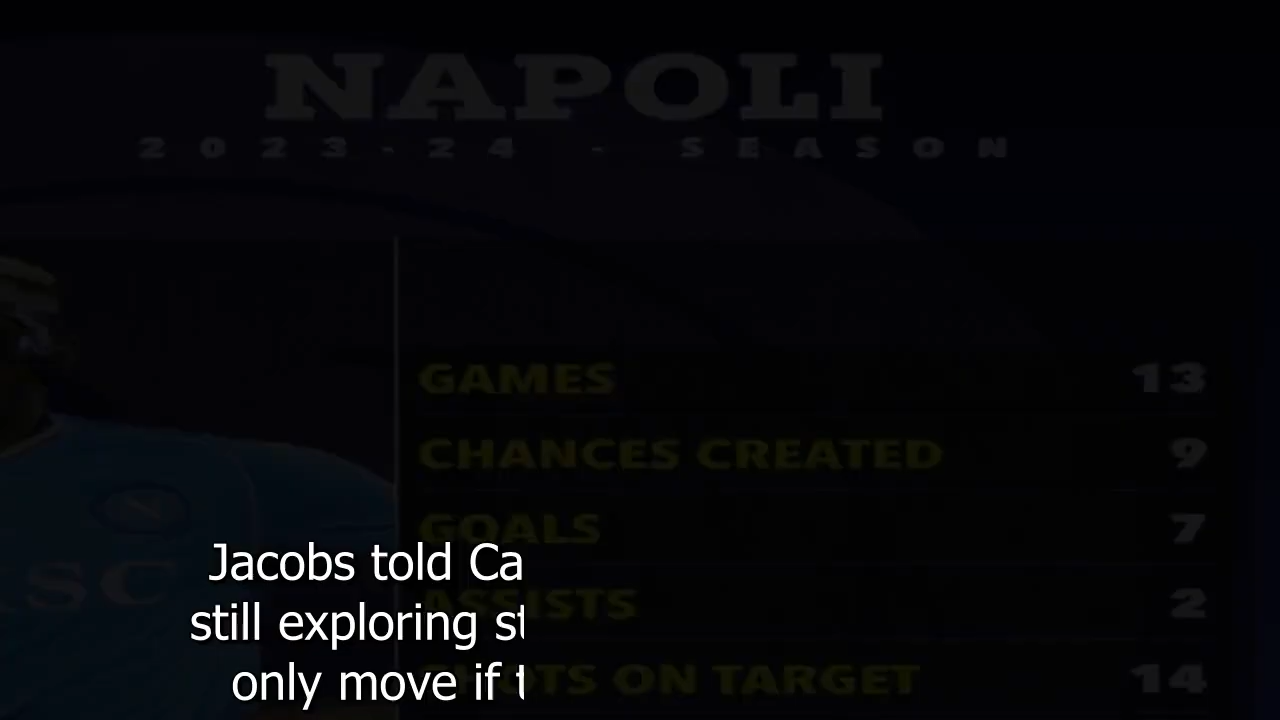 NAPOLI
2023-24 - SEASON
GAMES 13
CHANCES CREATED 9
GOALS 7
ASSISTS 2
SHOTS ON TARGET 14
Jacobs told Ca
still exploring st
only move if t